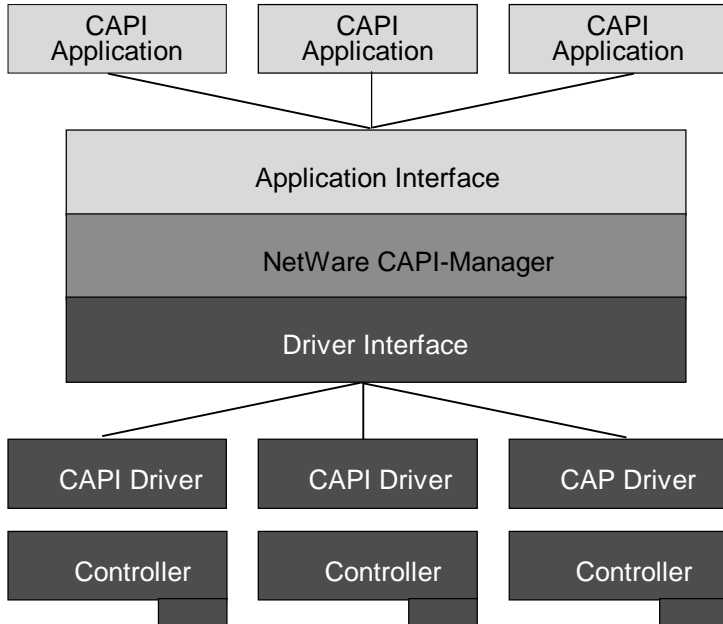 CAPI
Application
CAPI
Application
CAPI
Application
Application Interface
NetWare CAPI-Manager
Driver Interface
CAPI Driver
CAPI Driver
CAP Driver
Controller
Controller
Controller